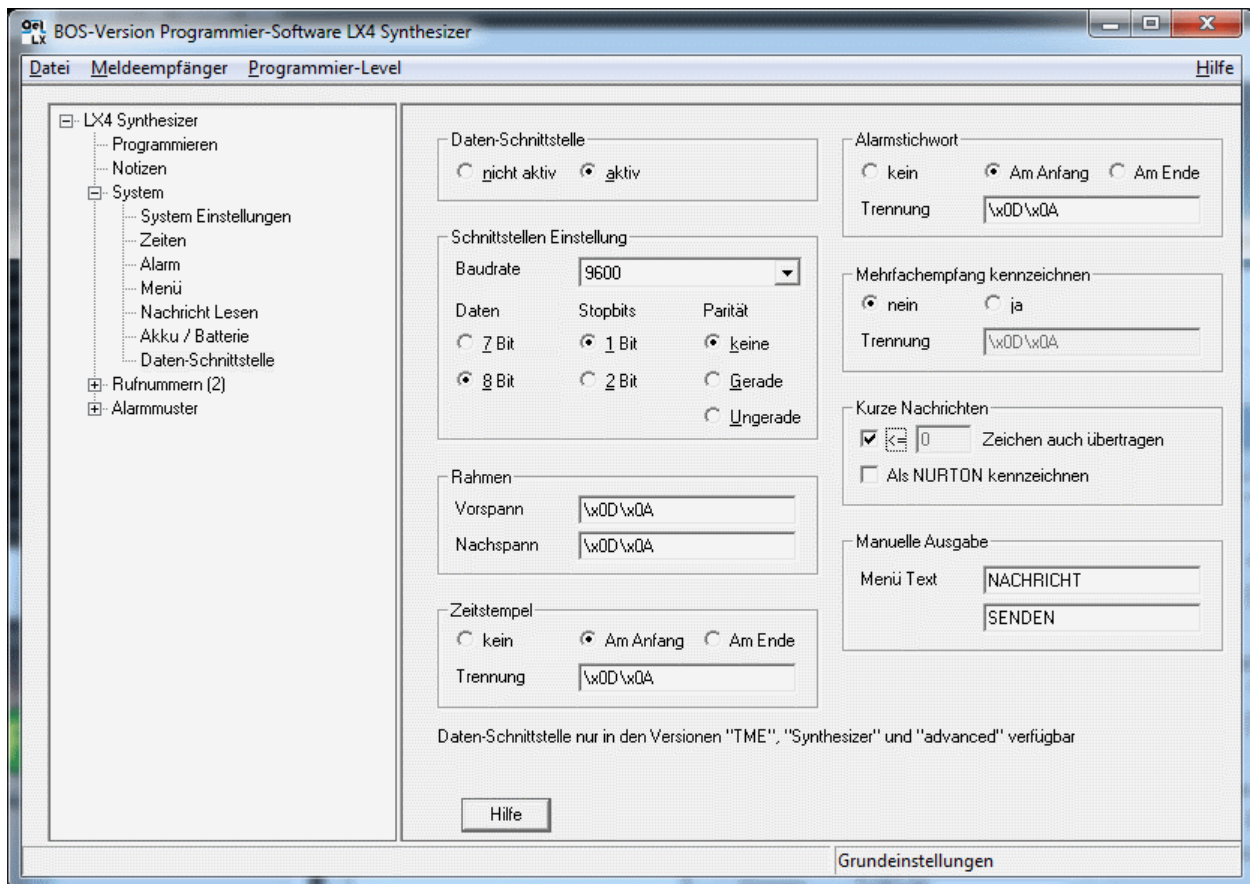 oel
LX
BOS-Version Programmier-Software LX4 Synthesizer
Datei Meldeempfänger Programmier-Level Hilfe
LX4 Synthesizer
Programmieren
Notizen
System
System Einstellungen
Zeiten
Alarm
Menü
Nachricht Lesen
Akku / Batterie
Daten-Schnittstelle
Rufnummern (2)
Alarmmuster
Daten-Schnittstelle
nicht aktiv aktiv
Schnittstellen Einstellung
Baudrate 9600
Daten Stopbits Parität
7 Bit 1 Bit keine
8 Bit 2 Bit Gerade
Ungerade
Rahmen
Vorspann \x0D\x0A
Nachspann \x0D\x0A
Zeitstempel
kein Am Anfang Am Ende
Trennung \x0D\x0A
Alarmstichwort
kein Am Anfang Am Ende
Trennung \x0D\x0A
Mehrfachempfang kennzeichnen
nein ja
Trennung \x0D\x0A
Kurze Nachrichten
<= 0 Zeichen auch übertragen
Als NURTON kennzeichnen
Manuelle Ausgabe
Menü Text NACHRICHT
SENDEN
Daten-Schnittstelle nur in den Versionen "TME", "Synthesizer" und "advanced" verfügbar
Hilfe
Grundeinstellungen